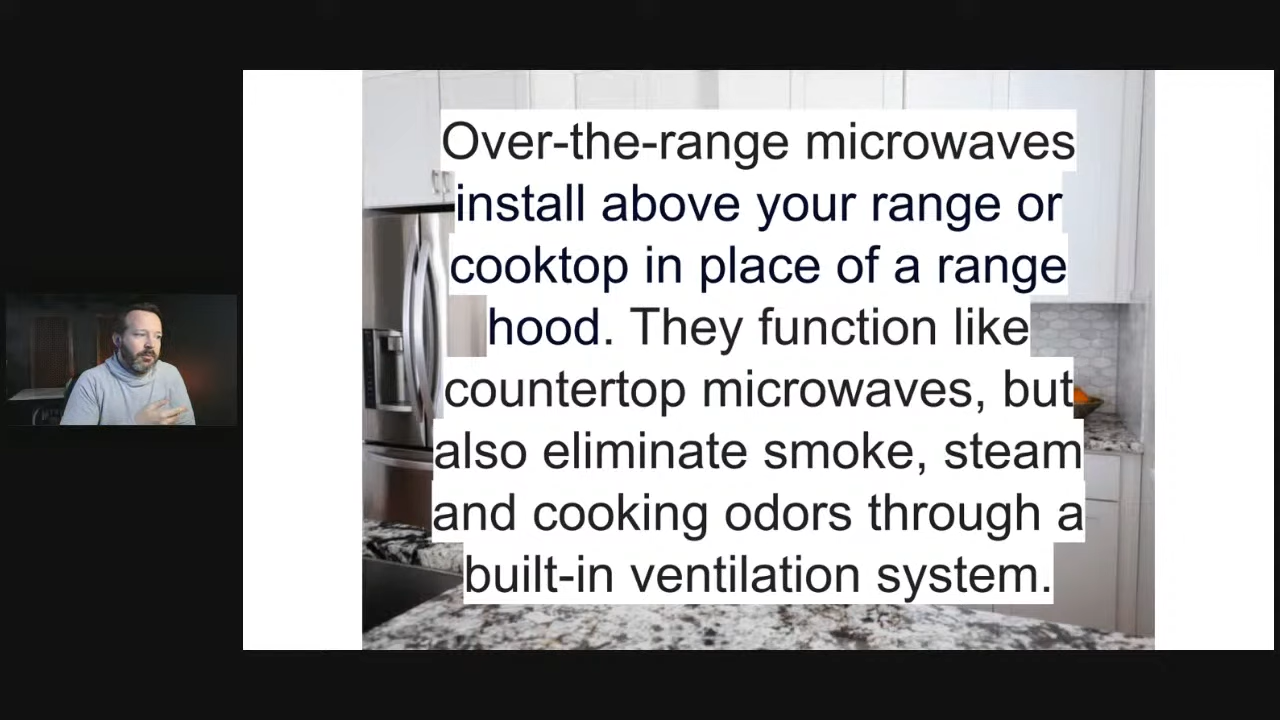 Over-the-range microwaves
install above your range or
cooktop in place of a range
hood. They function like
countertop microwaves, but
also eliminate smoke, steam
and cooking odors through a
built-in ventilation system.